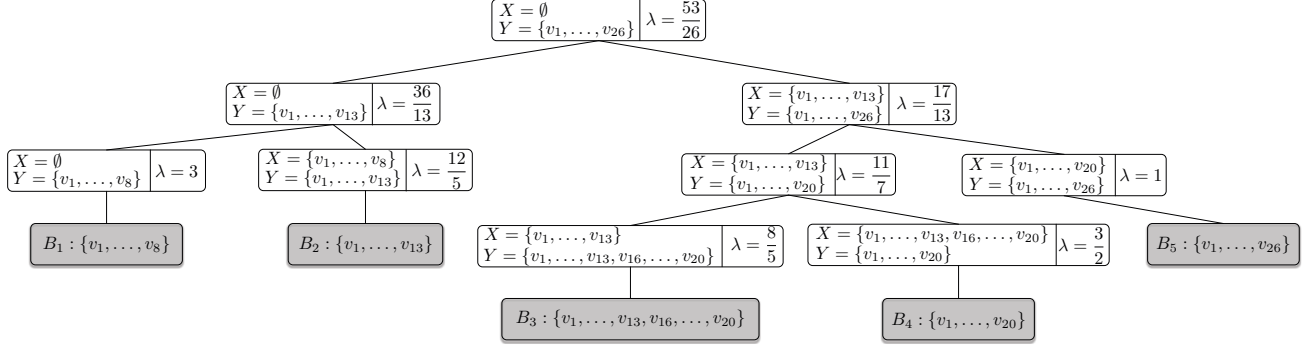 X = ∅
Y = {v₁, …, v₂₆}
λ = 53/26
X = ∅
Y = {v₁, …, v₁₃}
λ = 36/13
X = {v₁, …, v₁₃}
Y = {v₁, …, v₂₆}
λ = 17/13
X = ∅
Y = {v₁, …, v₈}
λ = 3
X = {v₁, …, v₈}
Y = {v₁, …, v₁₃}
λ = 12/5
X = {v₁, …, v₁₃}
Y = {v₁, …, v₂₀}
λ = 11/7
X = {v₁, …, v₂₀}
Y = {v₁, …, v₂₆}
λ = 1
B₁ : {v₁, …, v₈}
B₂ : {v₁, …, v₁₃}
X = {v₁, …, v₁₃}
Y = {v₁, …, v₁₃, v₁₆, …, v₂₀}
λ = 8/5
X = {v₁, …, v₁₃, v₁₆, …, v₂₀}
Y = {v₁, …, v₂₀}
λ = 3/2
B₅ : {v₁, …, v₂₆}
B₃ : {v₁, …, v₁₃, v₁₆, …, v₂₀}
B₄ : {v₁, …, v₂₀}